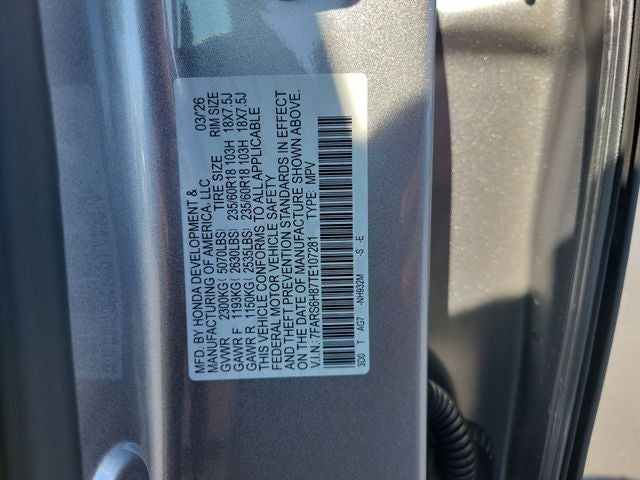 MFD. BY HONDA DEVELOPMENT &
MANUFACTURING OF AMERICA, LLC 03/26
TIRE SIZE RIM SIZE
GVWR 2300KG( 5070LBS)
GAWR F 1193KG( 2630LBS) 235/60R18 103H 18X7.5J
GAWR R 1150KG( 2535LBS) 235/60R18 103H 18X7.5J
THIS VEHICLE CONFORMS TO ALL APPLICABLE
FEDERAL MOTOR VEHICLE SAFETY
AND THEFT PREVENTION STANDARDS IN EFFECT
ON THE DATE OF MANUFACTURE SHOWN ABOVE.
V.I.N.: 7FARS6H87TE107281 TYPE: MPV
3D0 T AG7 -NH932M -S -E